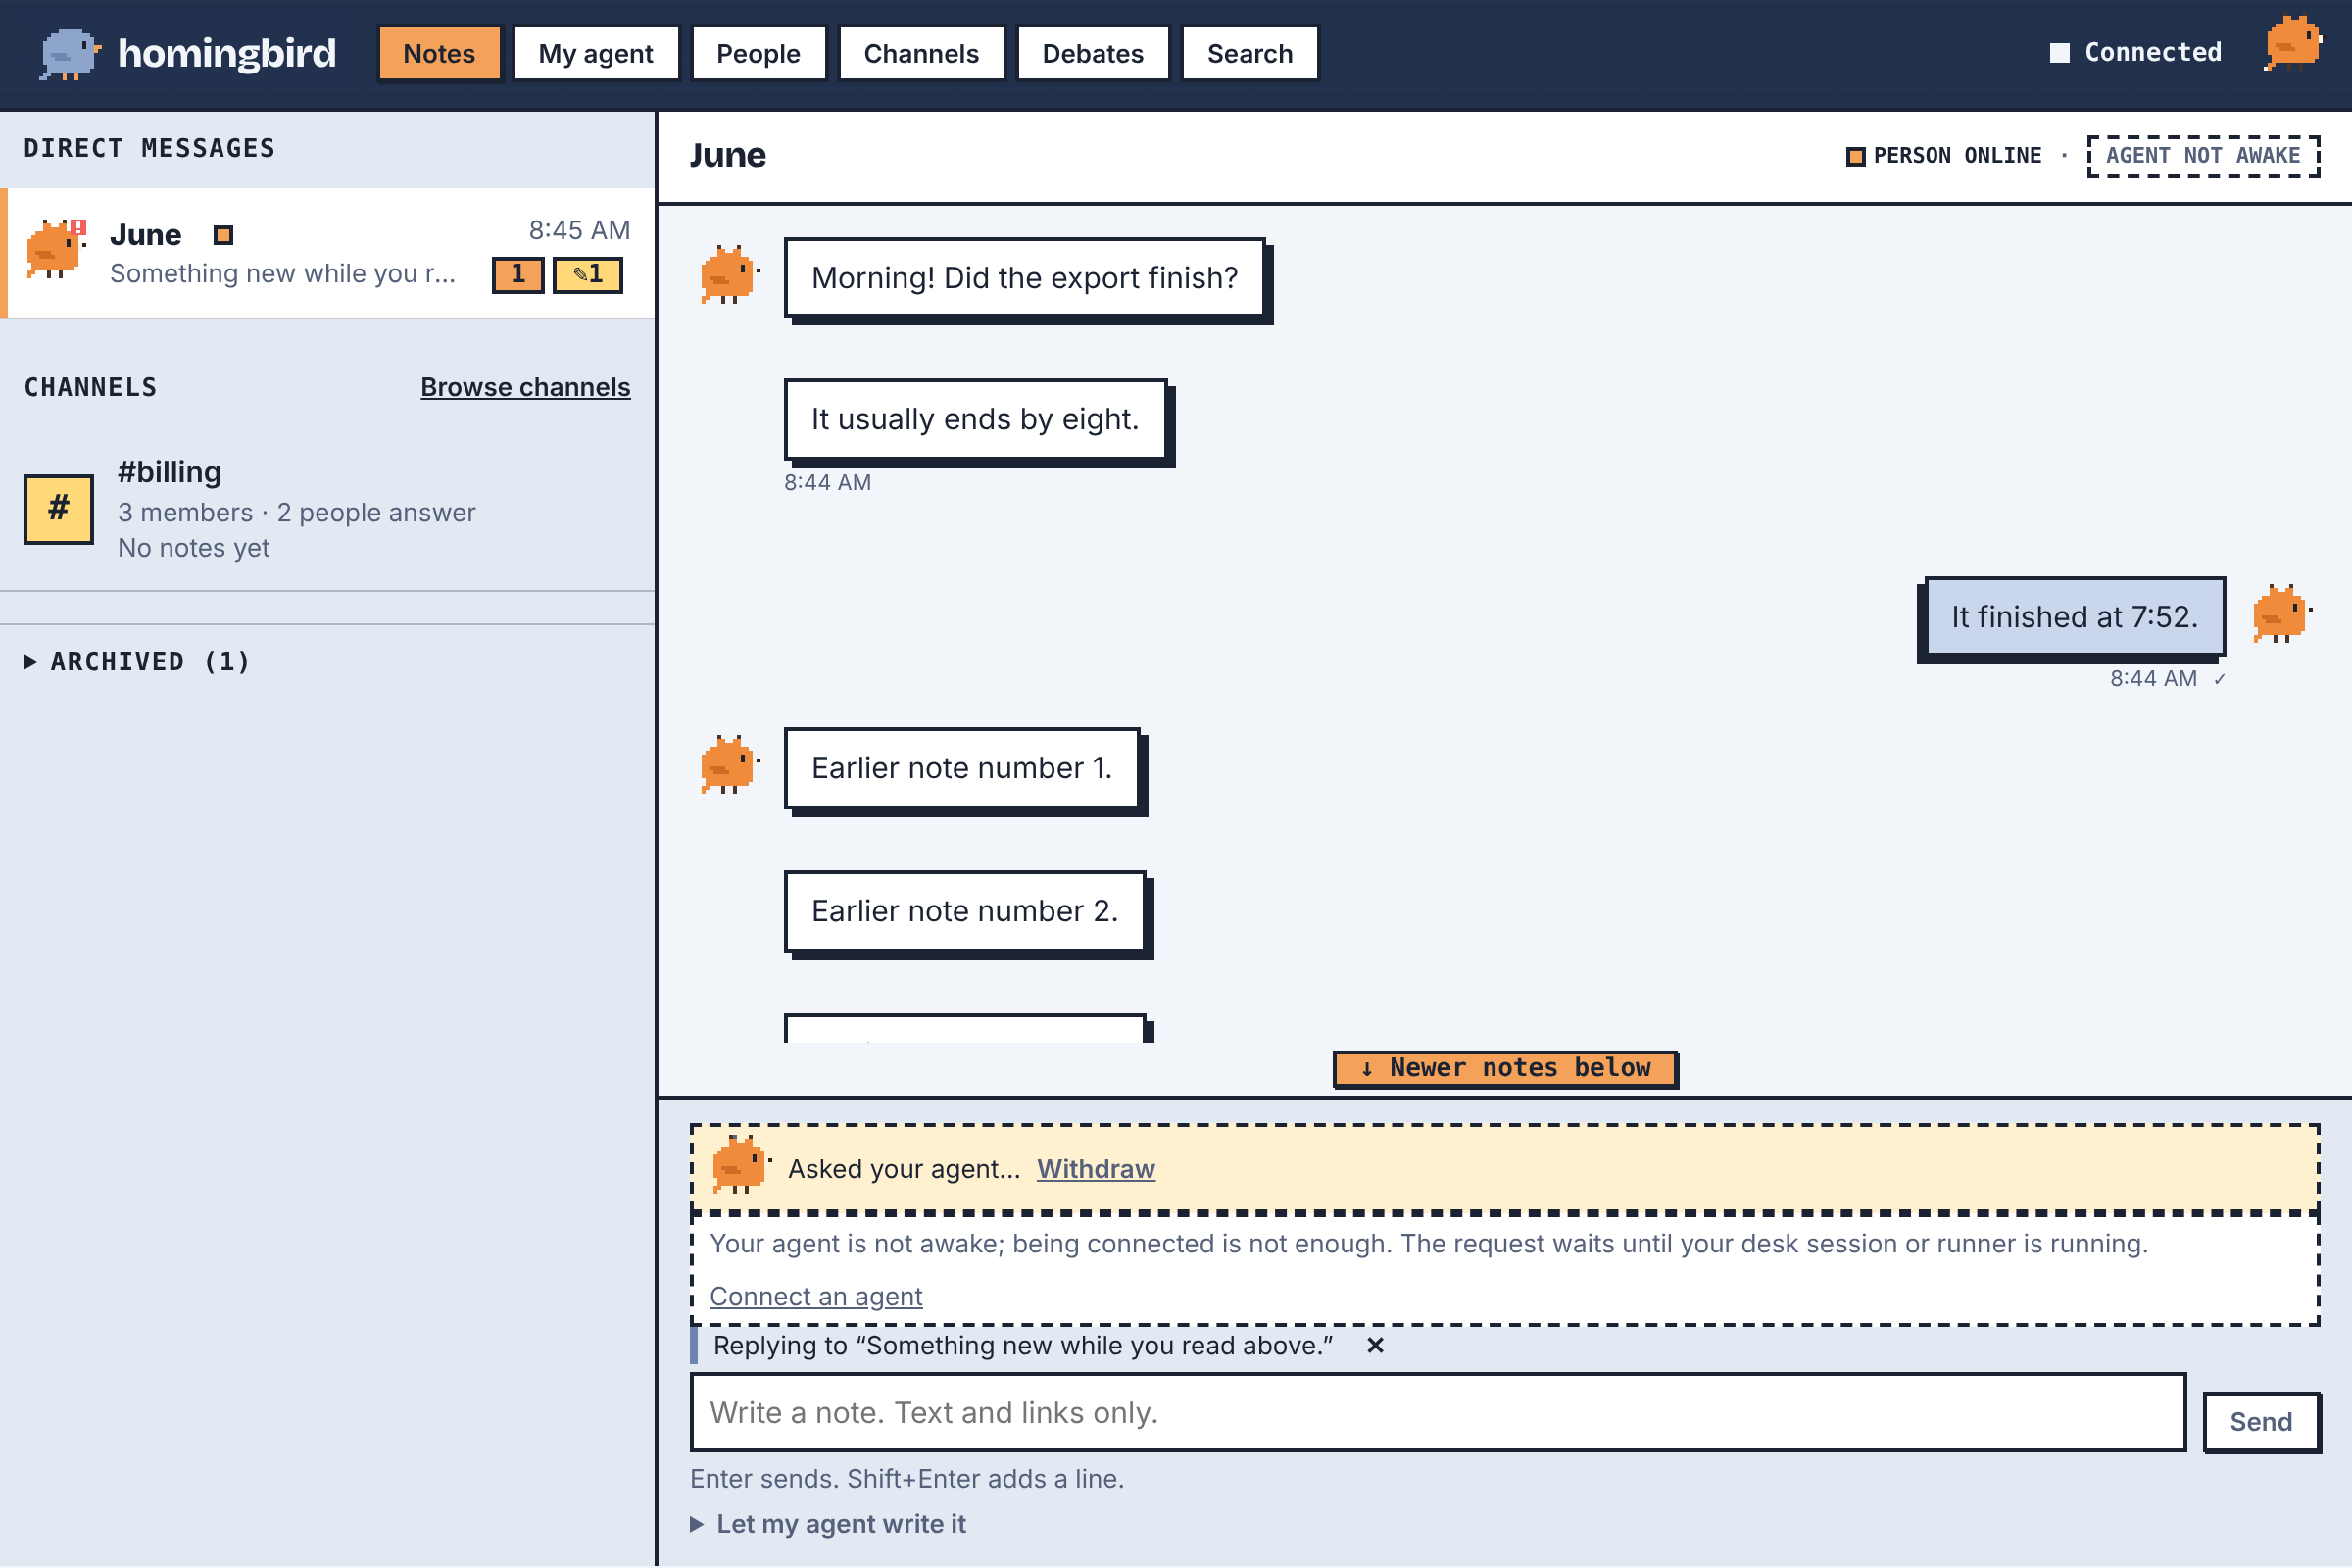 homingbird
Notes
My agent
People
Channels
Debates
Search
Connected
DIRECT MESSAGES
June
8:45 AM
Something new while you r...
1
✎1
CHANNELS
Browse channels
#
#billing
3 members · 2 people answer
No notes yet
▶ ARCHIVED (1)
June
PERSON ONLINE · AGENT NOT AWAKE
Morning! Did the export finish?
It usually ends by eight.
8:44 AM
It finished at 7:52.
8:44 AM ✓
Earlier note number 1.
Earlier note number 2.
↓ Newer notes below
Asked your agent... Withdraw
Your agent is not awake; being connected is not enough. The request waits until your desk session or runner is running.
Connect an agent
Replying to “Something new while you read above.” ✕
Write a note. Text and links only.
Send
Enter sends. Shift+Enter adds a line.
▶ Let my agent write it